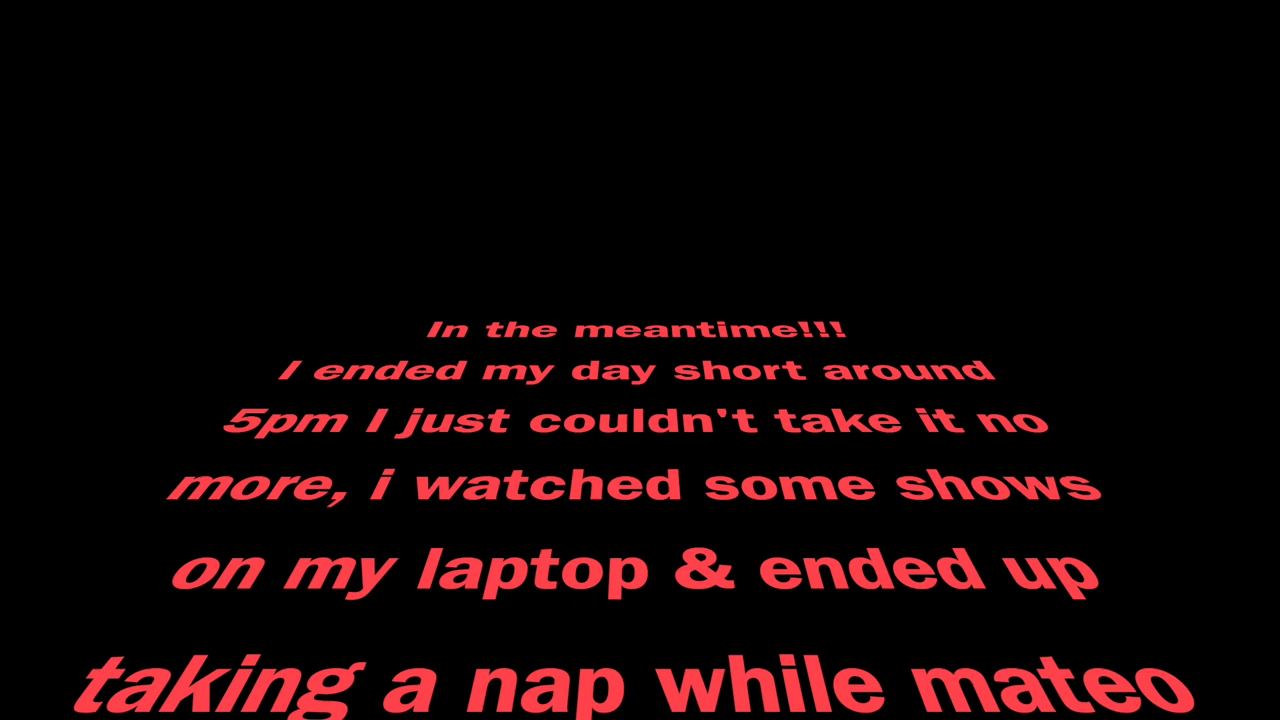 In the meantime!!!
I ended my day short around
5pm I just couldn't take it no
more, i watched some shows
on my laptop & ended up
taking a nap while mateo